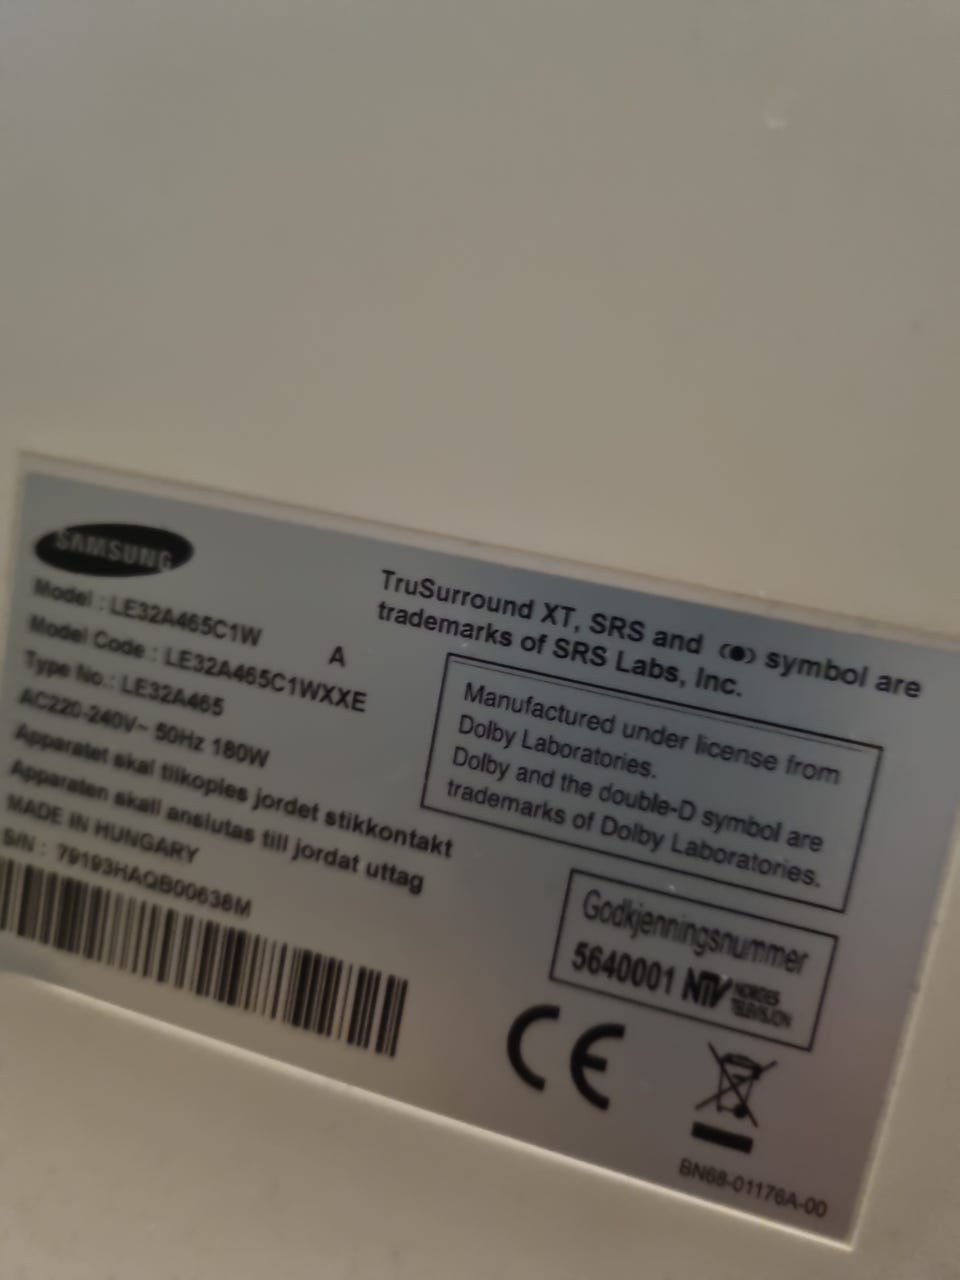 SAMSUNG
Model : LE32A465C1W
A
Model Code : LE32A465C1WXXE
Type No.: LE32A465
AC220-240V~ 50Hz 180W
Apparatet skal tilkoples jordet stikkontakt
Apparaten skall anslutas till jordat uttag
MADE IN HUNGARY
S/N : 79193HAQB00638M
TruSurround XT, SRS and (●) symbol are
trademarks of SRS Labs, Inc.
Manufactured under license from
Dolby Laboratories.
Dolby and the double-D symbol are
trademarks of Dolby Laboratories.
Godkjenningsnummer
5640001 NTV NORGES
TELEVISJON
CE
BN68-01176A-00